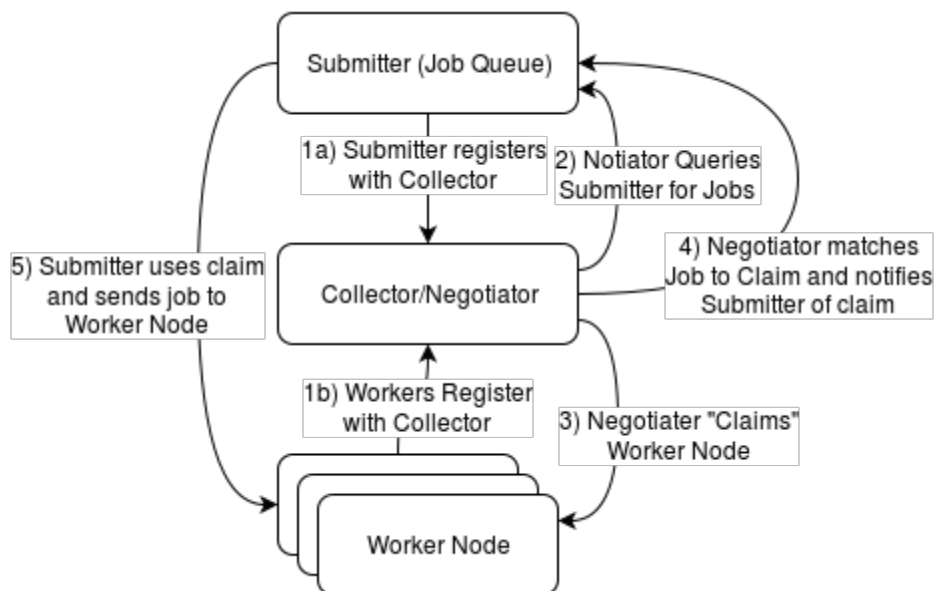 Submitter (Job Queue)
1a) Submitter registers
with Collector
2) Notiator Queries
Submitter for Jobs
5) Submitter uses claim
and sends job to
Worker Node
4) Negotiator matches
Job to Claim and notifies
Submitter of claim
Collector/Negotiator
1b) Workers Register
with Collector
3) Negotiater "Claims"
Worker Node
Worker Node